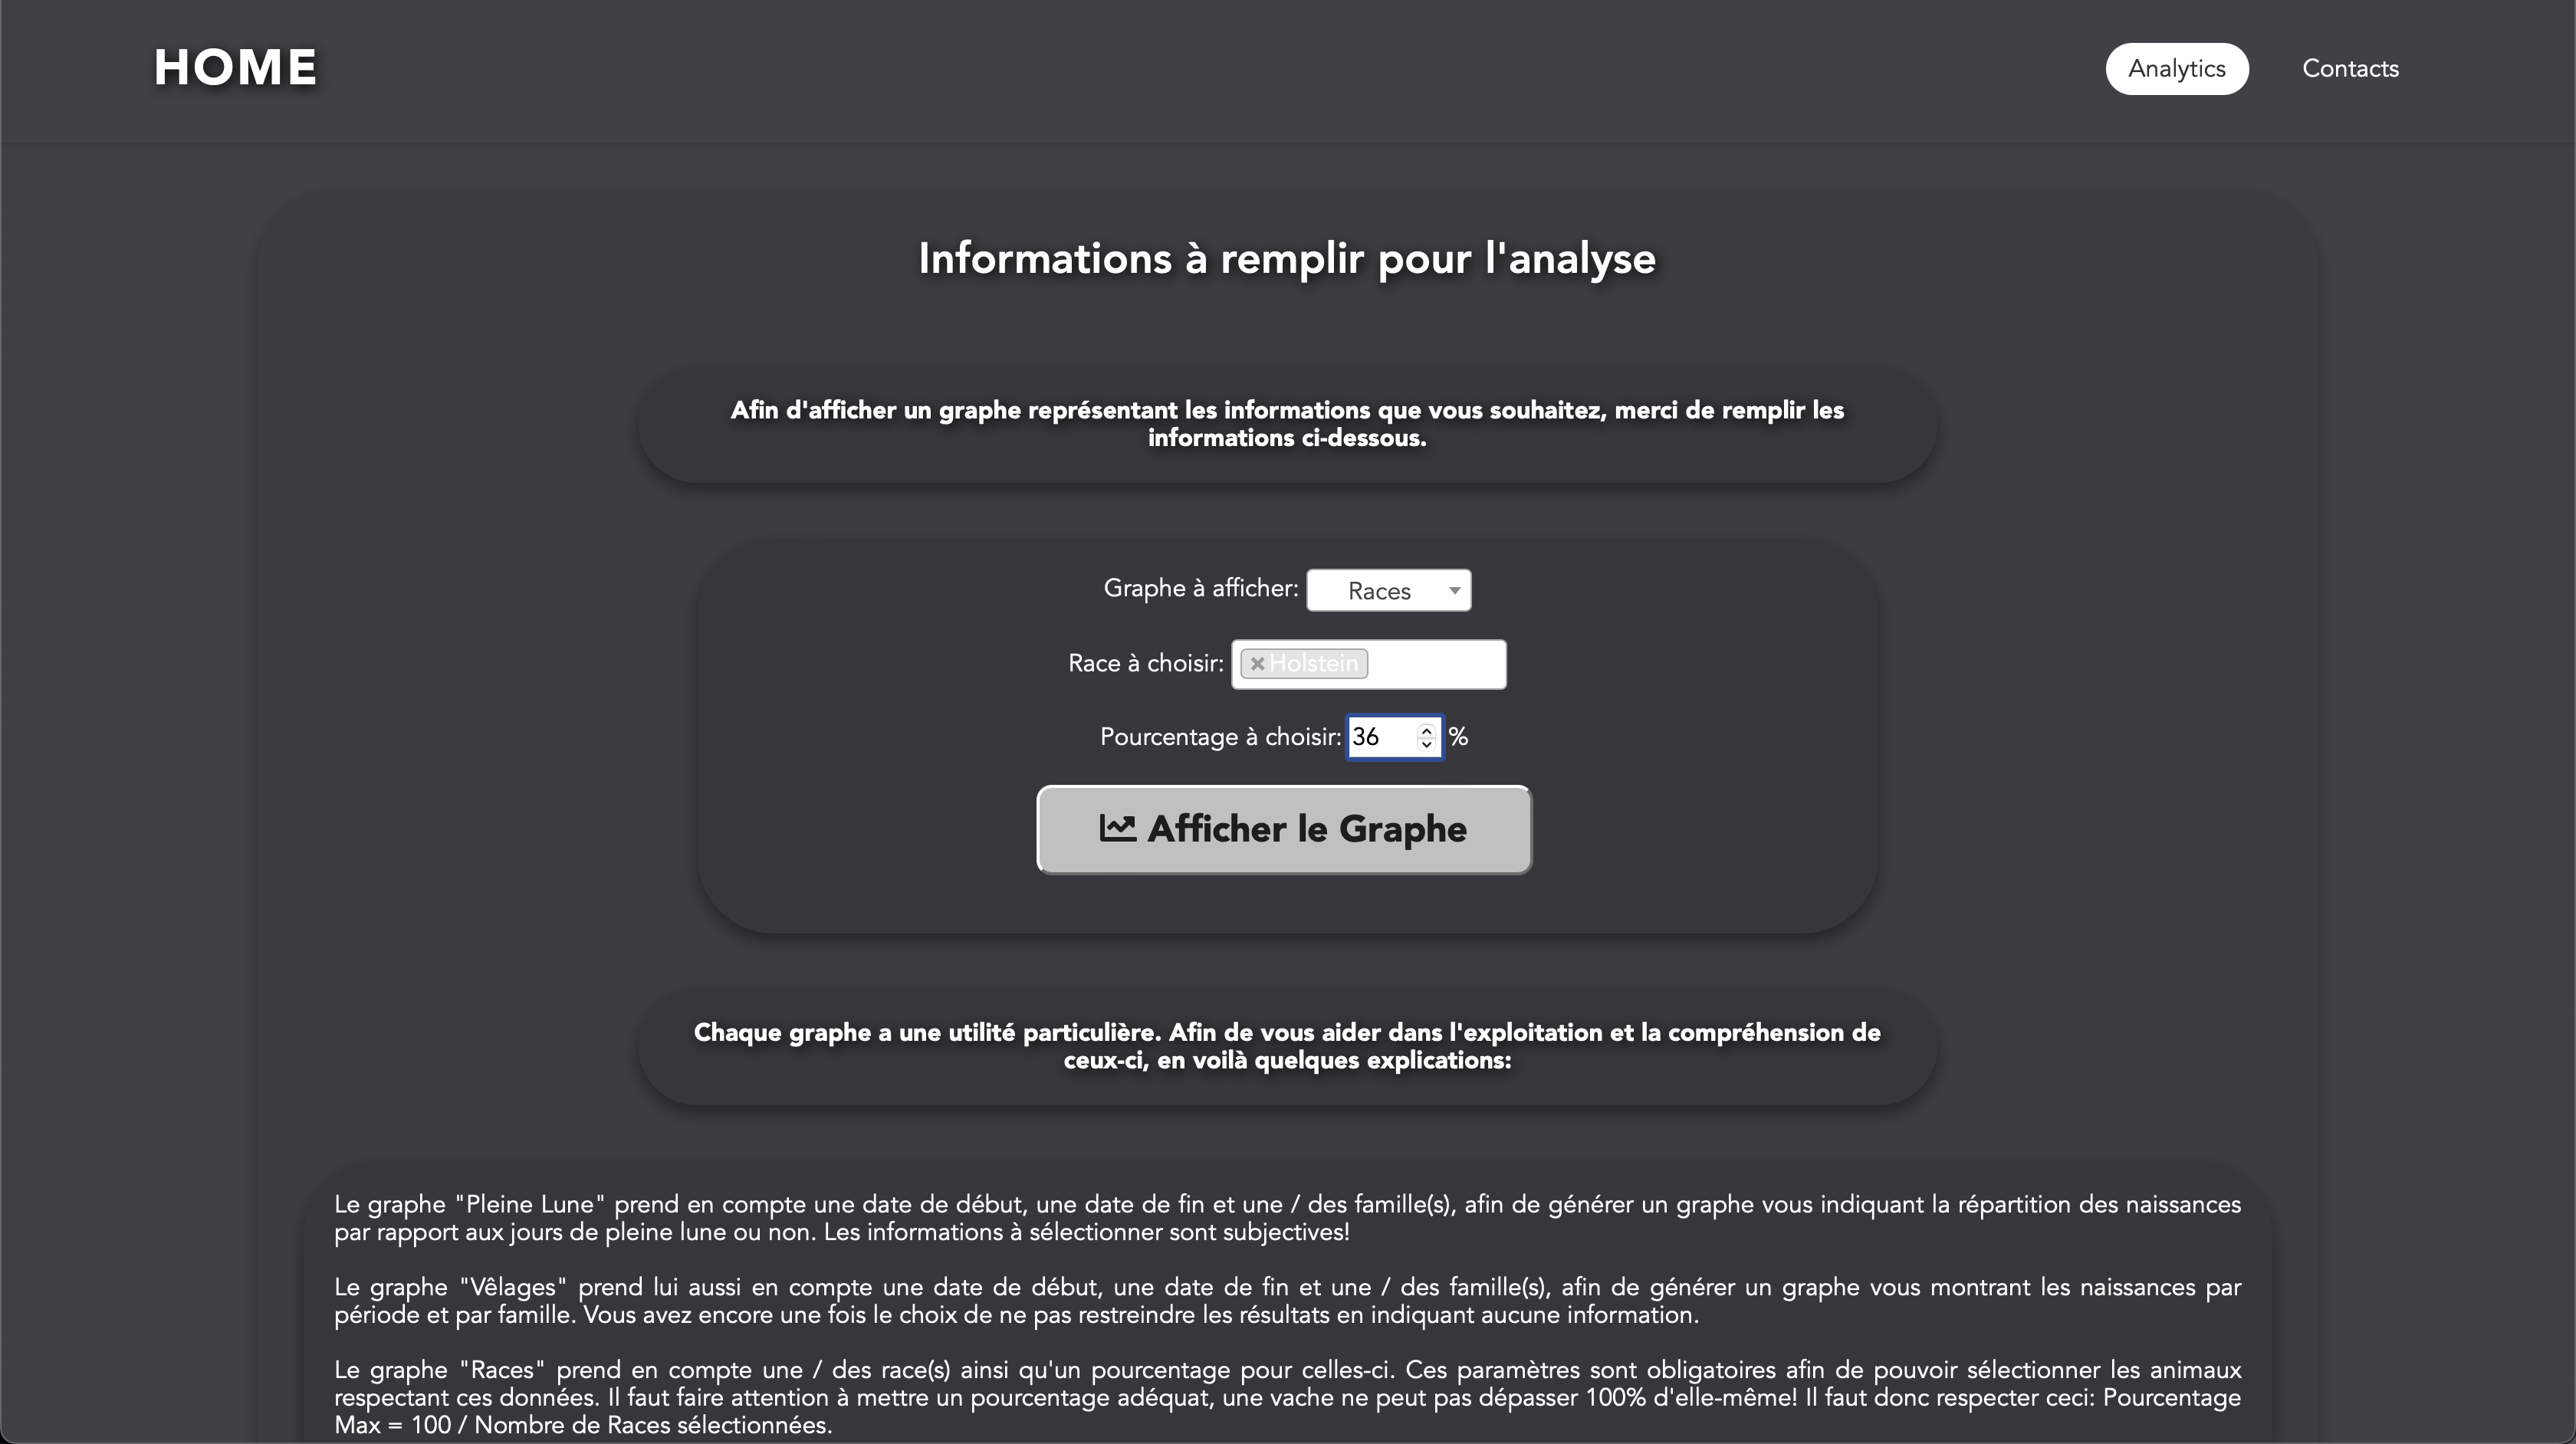 HOME
Analytics
Contacts
Informations à remplir pour l'analyse
Afin d'afficher un graphe représentant les informations que vous souhaitez, merci de remplir les
informations ci-dessous.
Graphe à afficher: Races
Race à choisir: Holstein
Pourcentage à choisir: 36 %
Afficher le Graphe
Chaque graphe a une utilité particulière. Afin de vous aider dans l'exploitation et la compréhension de
ceux-ci, en voilà quelques explications:
Le graphe "Pleine Lune" prend en compte une date de début, une date de fin et une / des famille(s), afin de générer un graphe vous indiquant la répartition des naissances
par rapport aux jours de pleine lune ou non. Les informations à sélectionner sont subjectives!
Le graphe "Vêlages" prend lui aussi en compte une date de début, une date de fin et une / des famille(s), afin de générer un graphe vous montrant les naissances par
période et par famille. Vous avez encore une fois le choix de ne pas restreindre les résultats en indiquant aucune information.
Le graphe "Races" prend en compte une / des race(s) ainsi qu'un pourcentage pour celles-ci. Ces paramètres sont obligatoires afin de pouvoir sélectionner les animaux
respectant ces données. Il faut faire attention à mettre un pourcentage adéquat, une vache ne peut pas dépasser 100% d'elle-même! Il faut donc respecter ceci: Pourcentage
Max = 100 / Nombre de Races sélectionnées.